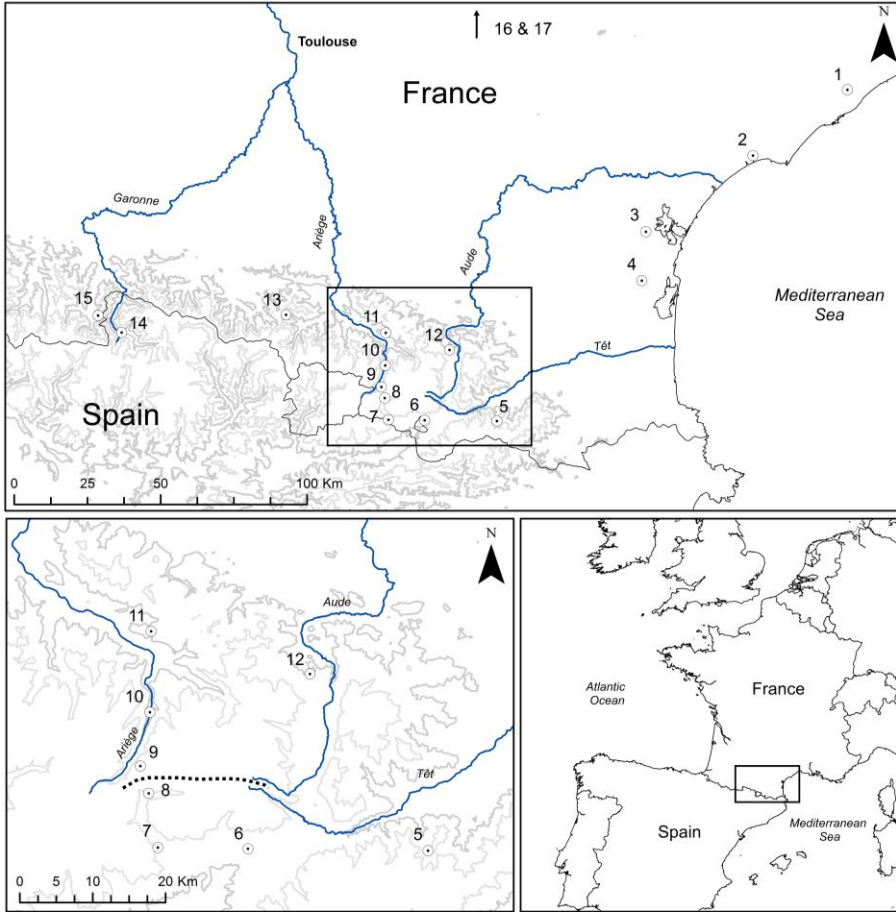 N
16 & 17
Toulouse
1
France
2
Garonne
Ariège
Aude
3
4
Mediterranean
Sea
15
14
13
11
12
10
9
8
7
6
5
Têt
Spain
0 25 50 100 Km
N
Aude
11
12
10
Ariège
9
8
Têt
7
6
5
0 5 10 20 Km
Atlantic
Ocean
France
Spain
Mediterranean
Sea